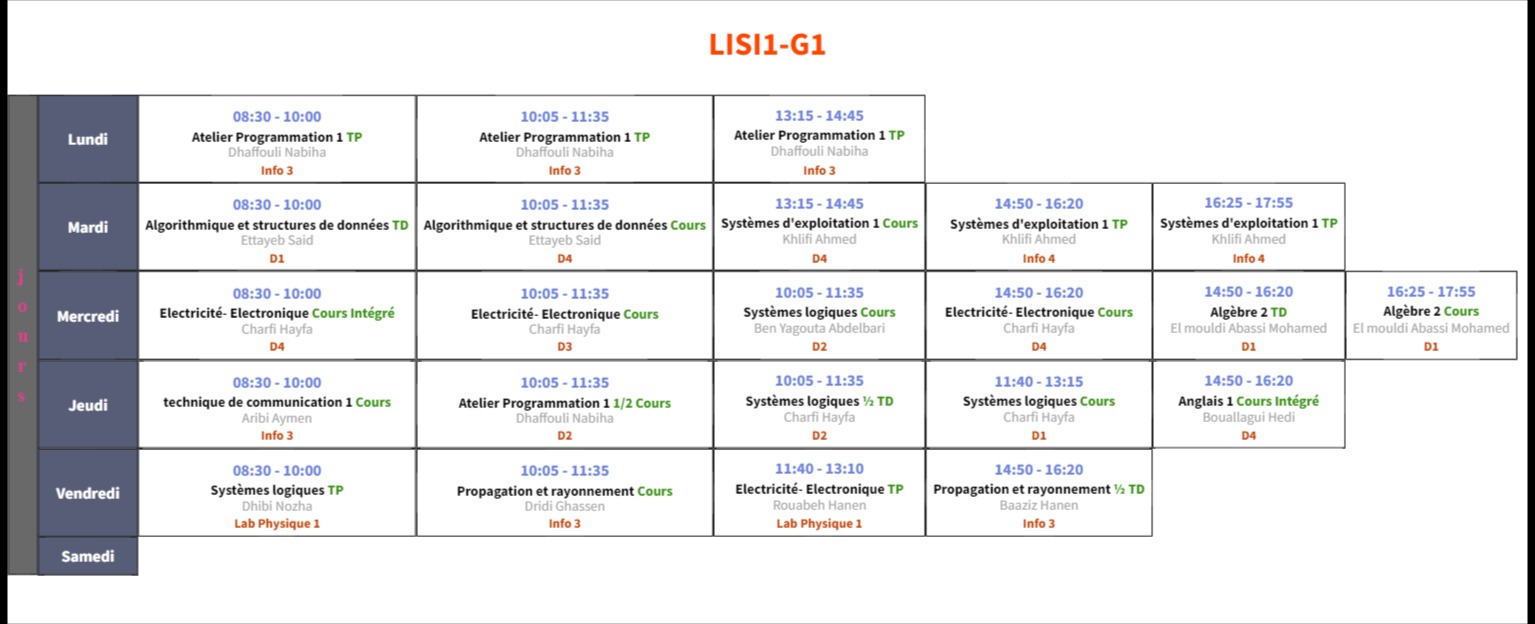 LISI1-G1
jours
Lundi
08:30 - 10:00
Atelier Programmation 1 TP
Dhaffouli Nabiha
Info 3
10:05 - 11:35
Atelier Programmation 1 TP
Dhaffouli Nabiha
Info 3
13:15 - 14:45
Atelier Programmation 1 TP
Dhaffouli Nabiha
Info 3
Mardi
08:30 - 10:00
Algorithmique et structures de données TD
Ettayeb Said
D1
10:05 - 11:35
Algorithmique et structures de données Cours
Ettayeb Said
D4
13:15 - 14:45
Systèmes d'exploitation 1 Cours
Khlifi Ahmed
D4
14:50 - 16:20
Systèmes d'exploitation 1 TP
Khlifi Ahmed
Info 4
16:25 - 17:55
Systèmes d'exploitation 1 TP
Khlifi Ahmed
Info 4
Mercredi
08:30 - 10:00
Electricité- Electronique Cours Intégré
Charfi Hayfa
D4
10:05 - 11:35
Electricité- Electronique Cours
Charfi Hayfa
D3
10:05 - 11:35
Systèmes logiques Cours
Ben Yagouta Abdelbari
D2
14:50 - 16:20
Electricité- Electronique Cours
Charfi Hayfa
D4
14:50 - 16:20
Algèbre 2 TD
El mouldi Abassi Mohamed
D1
16:25 - 17:55
Algèbre 2 Cours
El mouldi Abassi Mohamed
D1
Jeudi
08:30 - 10:00
technique de communication 1 Cours
Aribi Aymen
Info 3
10:05 - 11:35
Atelier Programmation 1 1/2 Cours
Dhaffouli Nabiha
D2
10:05 - 11:35
Systèmes logiques ½ TD
Charfi Hayfa
D2
11:40 - 13:15
Systèmes logiques Cours
Charfi Hayfa
D1
14:50 - 16:20
Anglais 1 Cours Intégré
Bouallagui Hedi
D4
Vendredi
08:30 - 10:00
Systèmes logiques TP
Dhibi Nozha
Lab Physique 1
10:05 - 11:35
Propagation et rayonnement Cours
Dridi Ghassen
Info 3
11:40 - 13:10
Electricité- Electronique TP
Rouabeh Hanen
Lab Physique 1
14:50 - 16:20
Propagation et rayonnement ½ TD
Baaziz Hanen
Info 3
Samedi